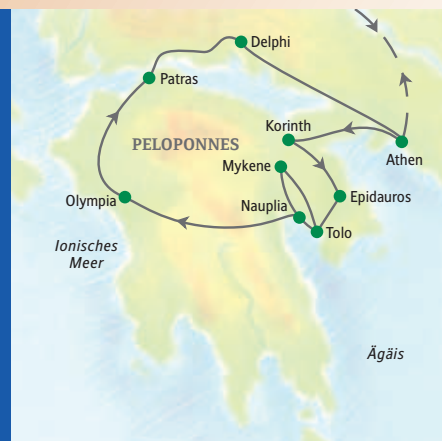 Delphi
Patras
Korinth
PELOPONNES
Athen
Mykene
Olympia
Nauplia
Epidauros
Tolo
Ionisches
Meer
Ägäis